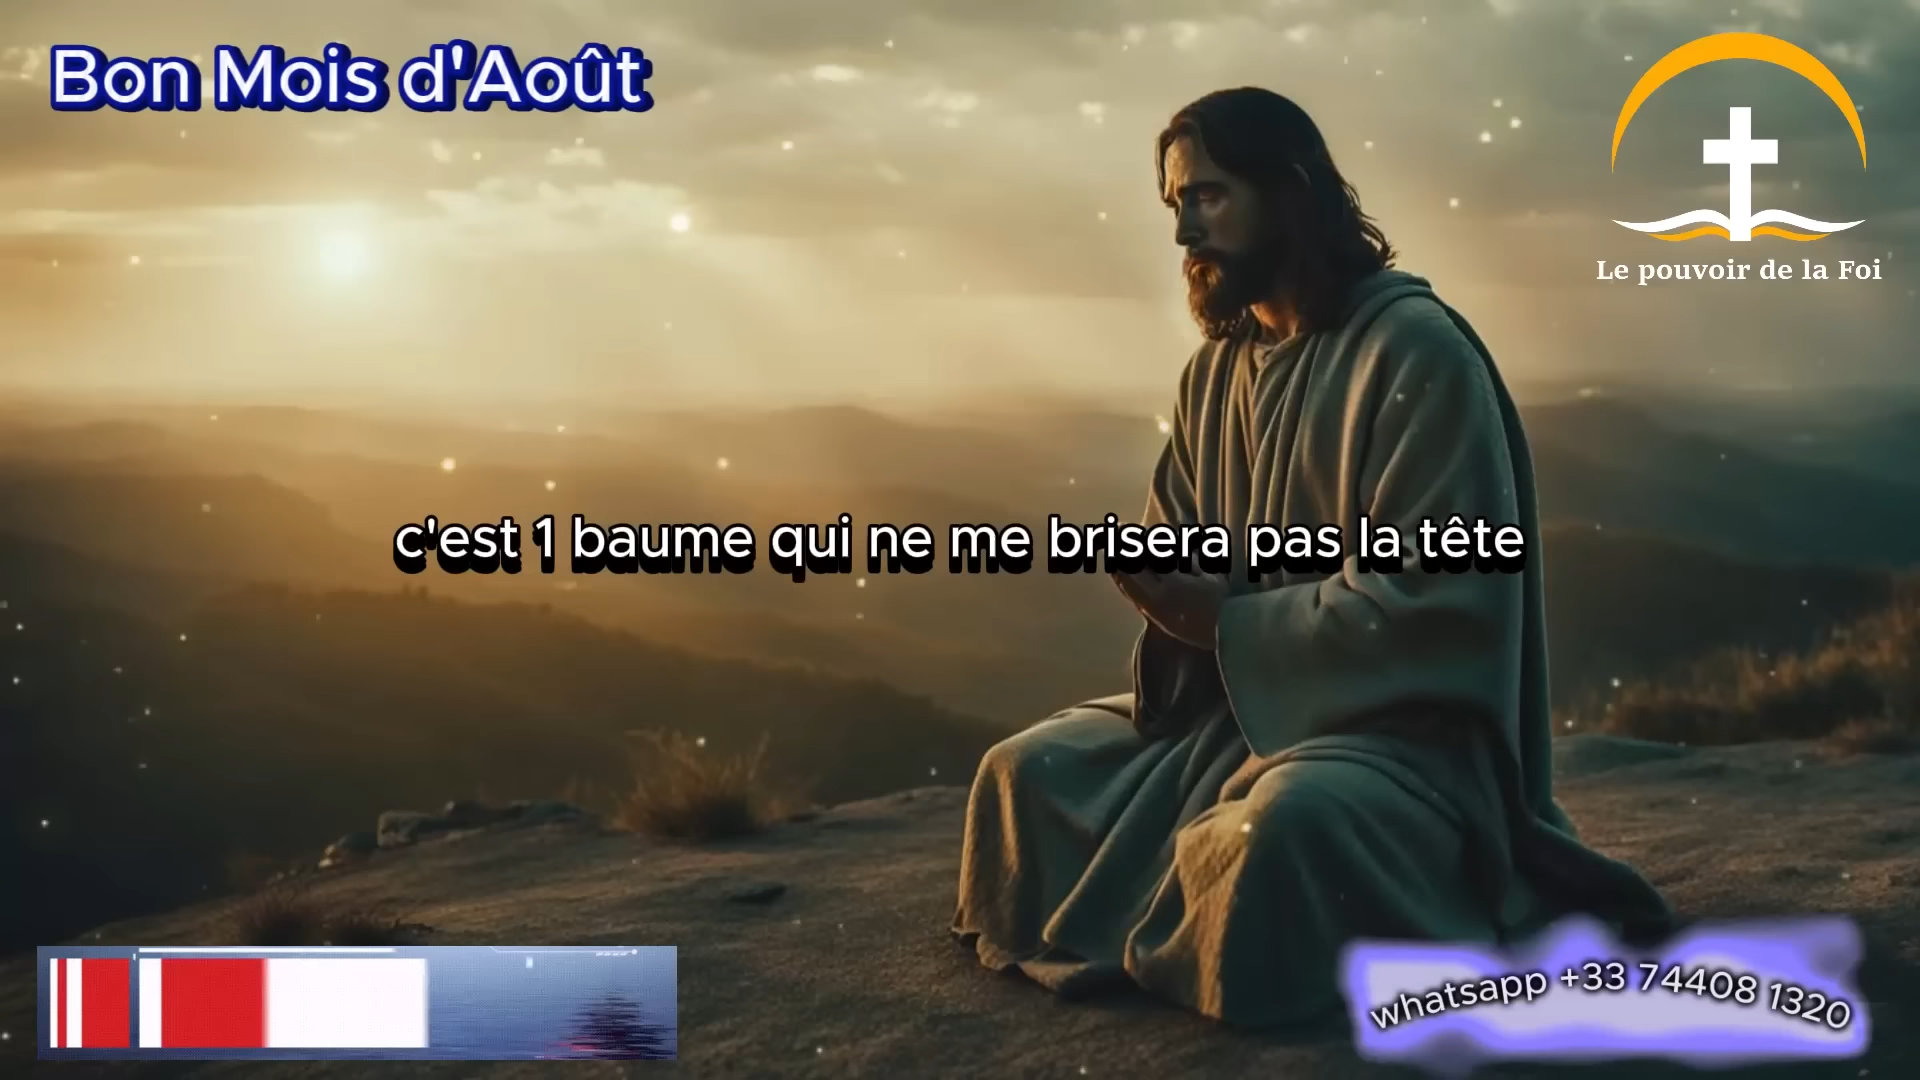 Bon Mois d'Août
Le pouvoir de la Foi
c'est 1 baume qui ne me brisera pas la tête
whatsapp +33 74408 1320